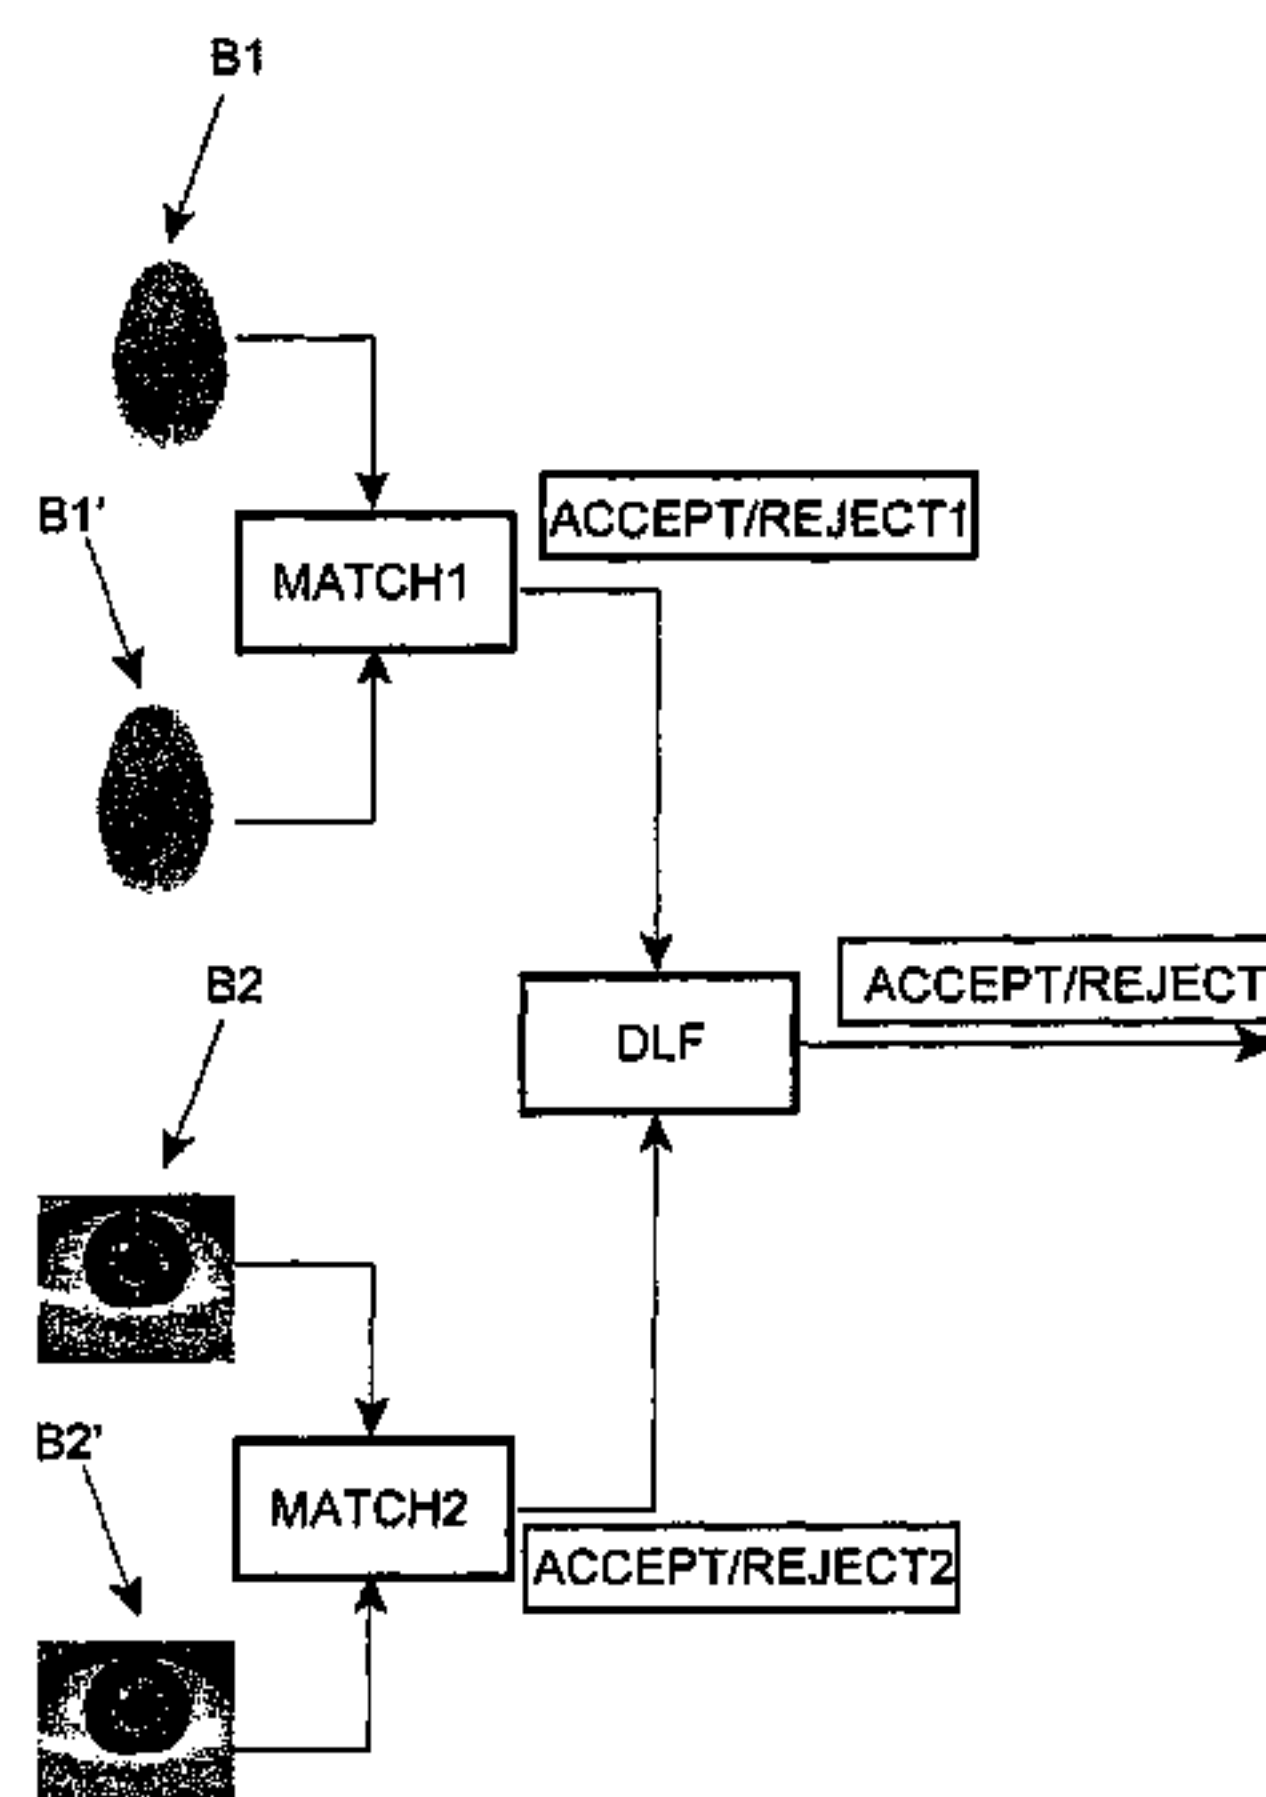 B1
B1'
ACCEPT/REJECT1
MATCH1
B2
ACCEPT/REJECT
DLF
B2'
MATCH2
ACCEPT/REJECT2